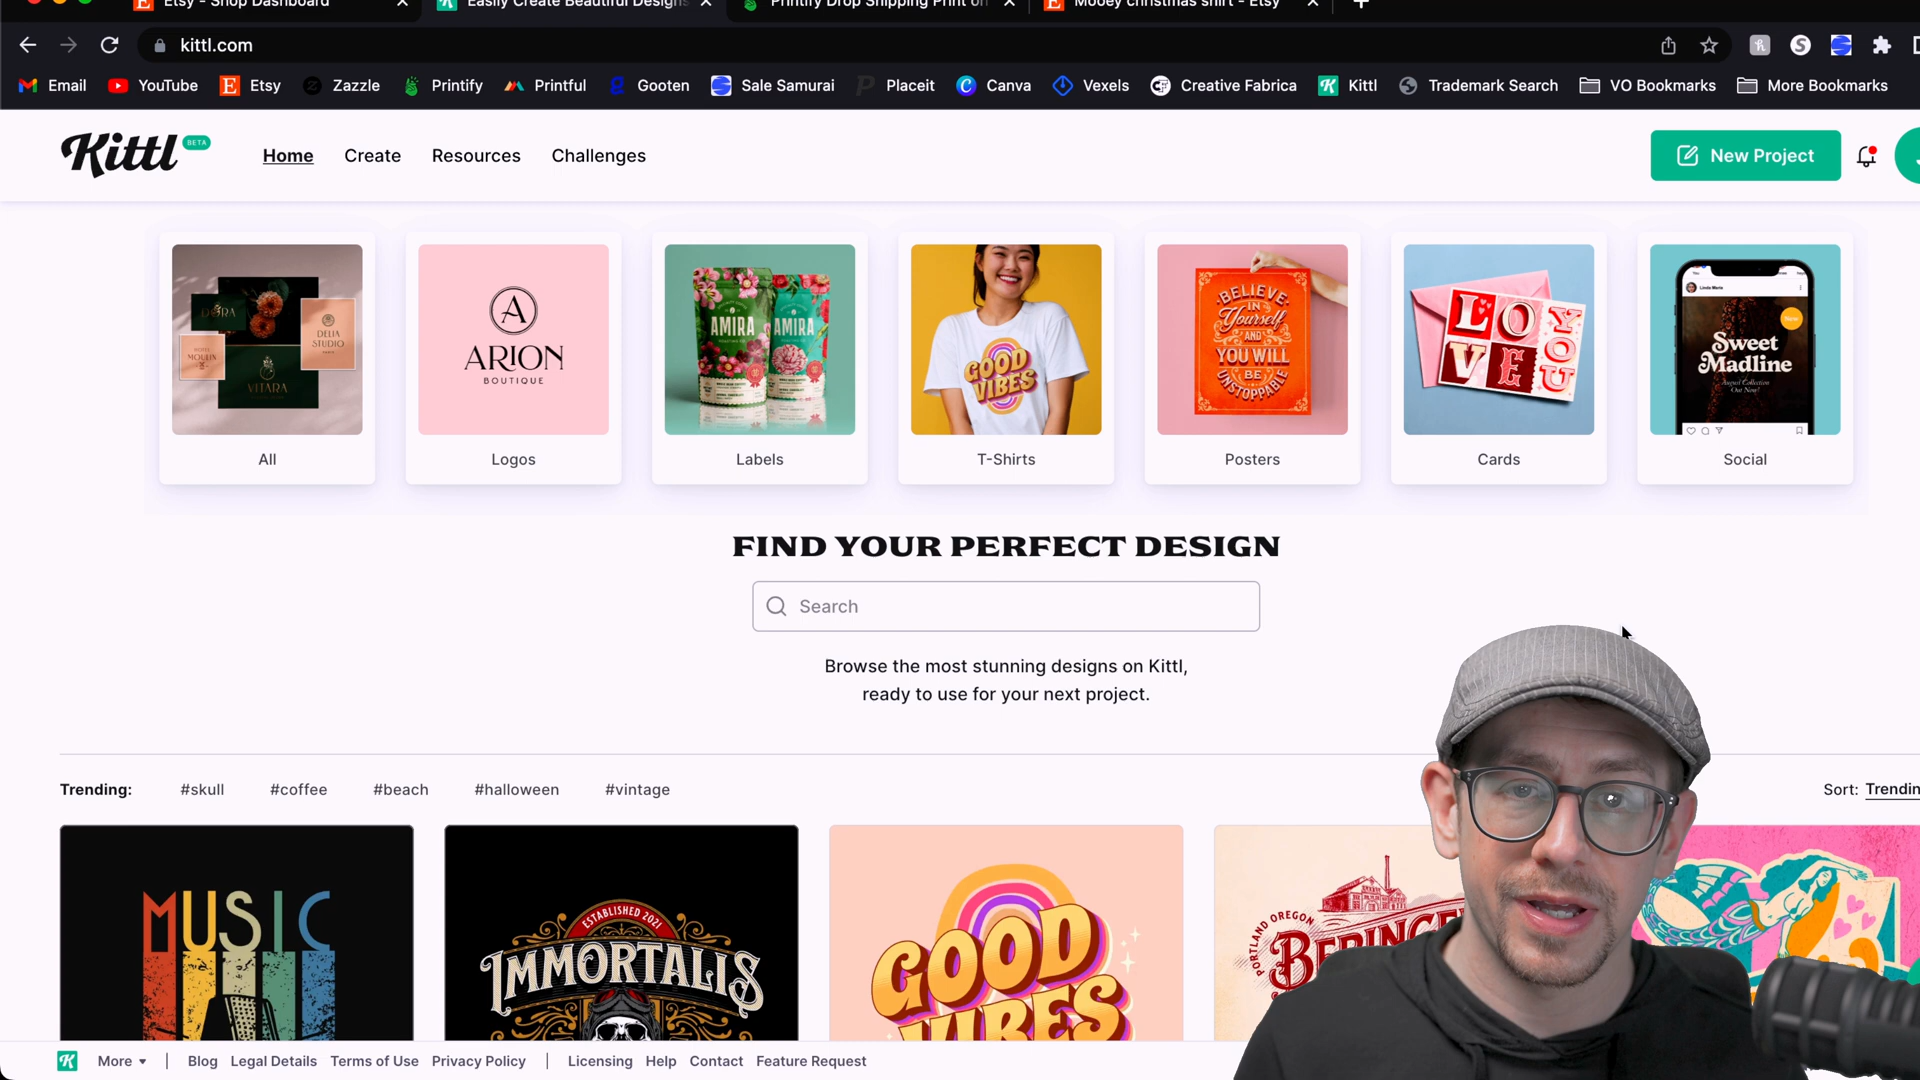 Etsy - Shop Dashboard
Easily Create Beautiful Designs
Printify Drop Shipping Print on
Mooey christmas shirt - Etsy
kittl.com
Email YouTube Etsy Zazzle Printify Printful Gooten Sale Samurai Placeit Canva Vexels Creative Fabrica Kittl Trademark Search VO Bookmarks More Bookmarks
Kittl BETA
Home Create Resources Challenges
New Project
DELIA
STUDIO
VITARA
A
ARION
BOUTIQUE
AMIRA
AMIRA
GOOD
VIBES
BELIEVE
IN
Yourself
AND
YOU WILL
BE
UNSTOPPABLE
LOVE YOU
Sweet
Madline
August Collection
Out Now!
All Logos Labels T-Shirts Posters Cards Social
FIND YOUR PERFECT DESIGN
Search
Browse the most stunning designs on Kittl,
ready to use for your next project.
Trending: #skull #coffee #beach #halloween #vintage
Sort: Trendin
MUSIC
ESTABLISHED 2021
IMMORTALIS
GOOD
VIBES
PORTLAND OREGON
More Blog Legal Details Terms of Use Privacy Policy Licensing Help Contact Feature Request